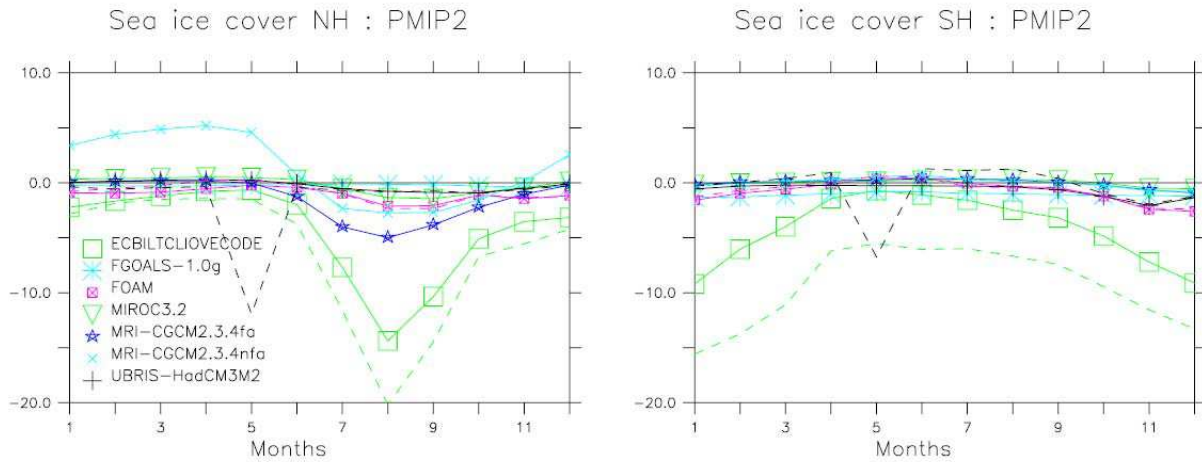 Sea ice cover NH : PMIP2
10.0
0.0
-10.0
-20.0
ECBILTCLIOVECODE
FGOALS-1.0g
FOAM
MIROC3.2
MRI-CGCM2.3.4fa
MRI-CGCM2.3.4nfa
UBRIS-HadCM3M2
1 3 5 7 9 11
Months
Sea ice cover SH : PMIP2
10.0
0.0
-10.0
-20.0
1 3 5 7 9 11
Months